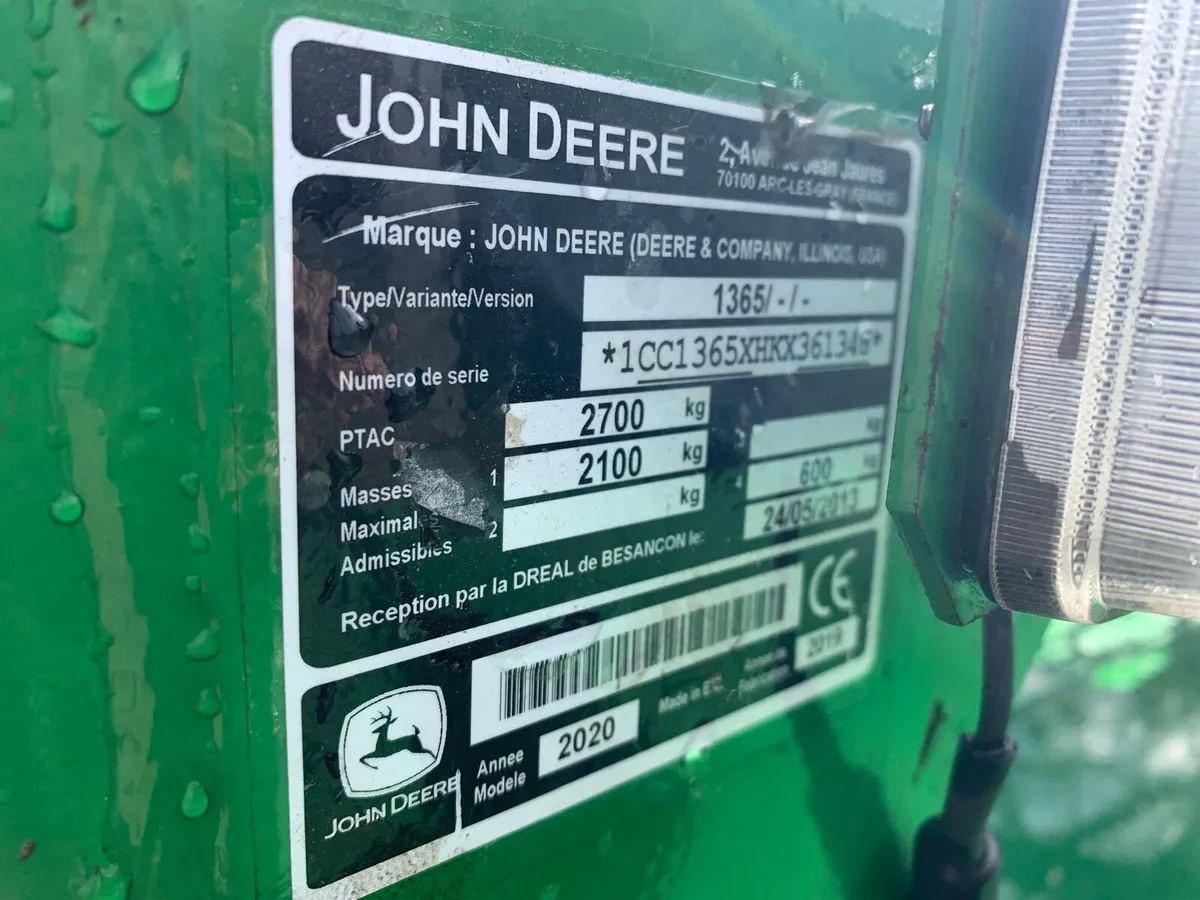 JOHN DEERE
2, Avenue Jean Jaures
70100 ARC-LES-GRAY (FRANCE)
Marque : JOHN DEERE (DEERE & COMPANY, ILLINOIS, USA)
Type/Variante/Version
1365/ - / -
Numero de serie
*1CC1365XHKX361346*
PTAC
2700 kg
Masses
Maximales
Admissibles
1 2100 kg
2 kg
3 kg
4 600 kg
Reception par la DREAL de BESANCON le:
24/05/2013
CE
Made in
Annee de
Fabrication
2019
Annee
Modele
2020
JOHN DEERE